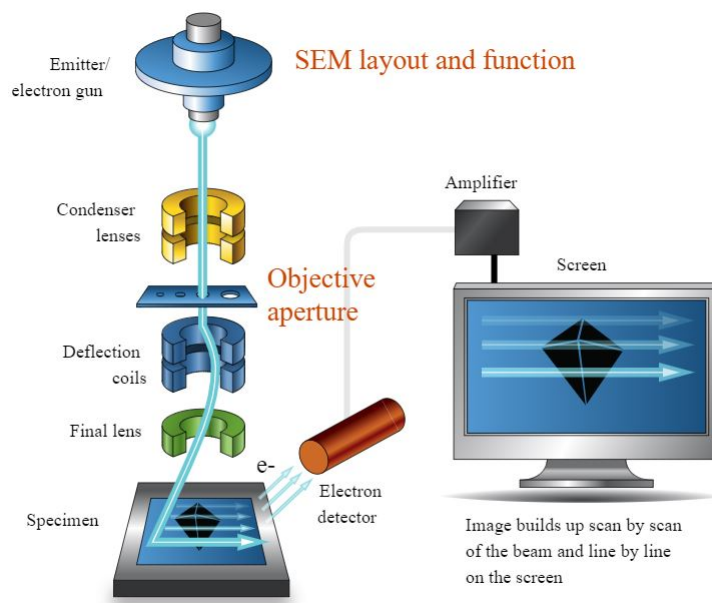 SEM layout and function
Emitter/
electron gun
Condenser
lenses
Objective
aperture
Deflection
coils
Final lens
e-
Electron
detector
Specimen
Amplifier
Screen
Image builds up scan by scan
of the beam and line by line
on the screen